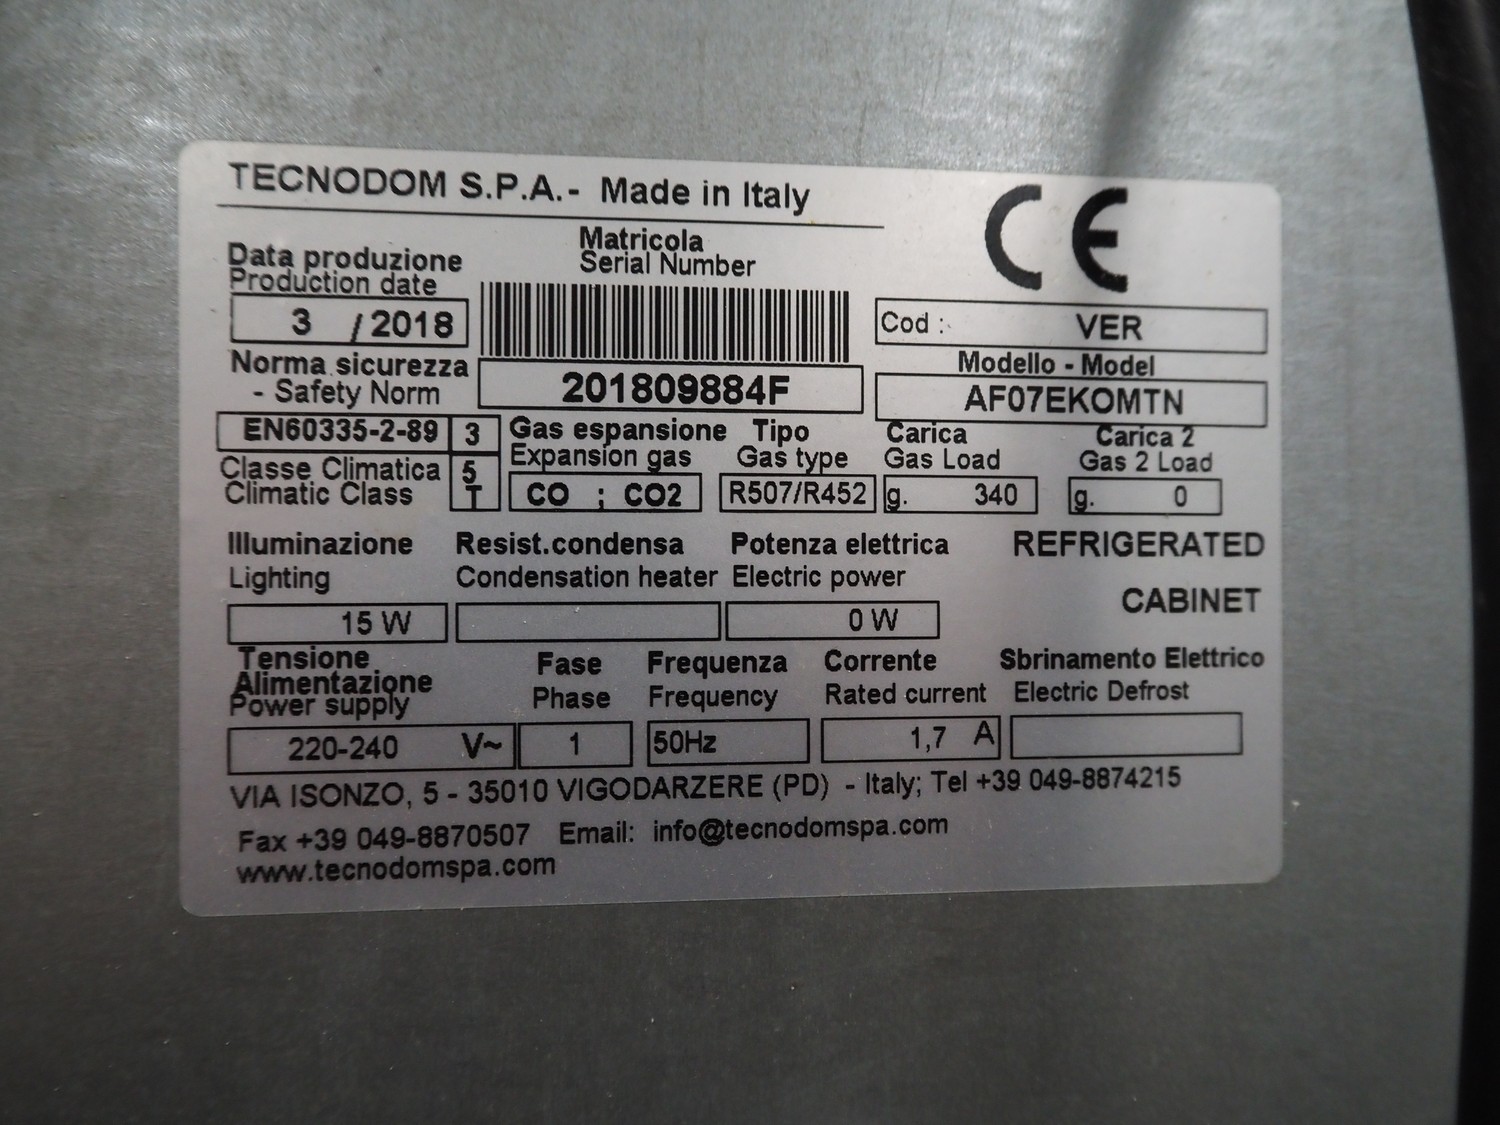 TECNODOM S.P.A.- Made in Italy
CE
Data produzione
Production date
3 / 2018
Matricola
Serial Number
201809884F
Cod : VER
Modello - Model
AF07EKOMTN
Norma sicurezza
- Safety Norm
EN60335-2-89 3
Classe Climatica 5
Climatic Class T
Gas espansione
Expansion gas
CO ; CO2
Tipo
Gas type
R507/R452
Carica
Gas Load
g. 340
Carica 2
Gas 2 Load
g. 0
Illuminazione
Lighting
15 W
Resist.condensa
Condensation heater
Potenza elettrica
Electric power
0 W
REFRIGERATED
CABINET
Tensione
Alimentazione
Power supply
220-240 V~
Fase
Phase
1
Frequenza
Frequency
50Hz
Corrente
Rated current
1,7 A
Sbrinamento Elettrico
Electric Defrost
VIA ISONZO, 5 - 35010 VIGODARZERE (PD) - Italy; Tel +39 049-8874215
Fax +39 049-8870507 Email: info@tecnodomspa.com
www.tecnodomspa.com